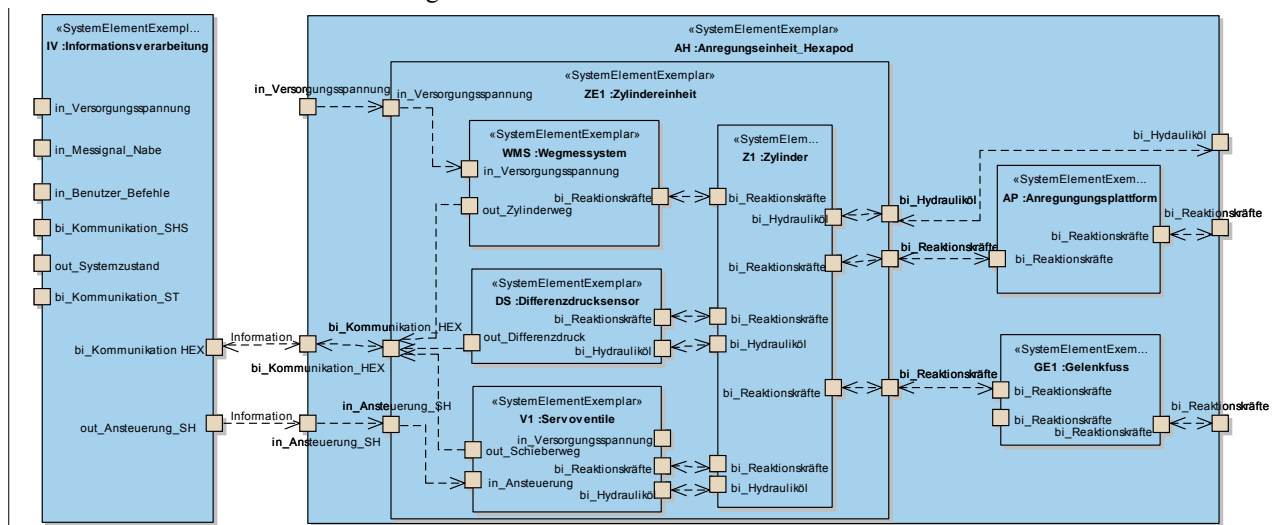 «SystemElementExempl...
IV :Informationsverarbeitung
in_Versorgungsspannung
in_Messignal_Nabe
in_Benutzer_Befehle
bi_Kommunikation_SHS
out_Systemzustand
bi_Kommunikation_ST
bi_Kommunikation HEX
out_Ansteuerung_SH
Information
Information
«SystemElementExemplar»
AH :Anregungseinheit_Hexapod
in_Versorgungsspannung
bi_Kommunikation_HEX
in_Ansteuerung_SH
«SystemElementExemplar»
ZE1 :Zylindereinheit
in_Versorgungsspannung
bi_Kommunikation_HEX
in_Ansteuerung_SH
«SystemElementExemplar»
WMS :Wegmessystem
in_Versorgungsspannung
bi_Reaktionskräfte
out_Zylinderweg
«SystemElementExemplar»
DS :Differenzdrucksensor
bi_Reaktionskräfte
out_Differenzdruck
bi_Hydrauliköl
«SystemElementExemplar»
V1 :Servoventile
in_Versorgungsspannung
out_Schieberweg
bi_Reaktionskräfte
in_Ansteuerung
bi_Hydrauliköl
«SystemElem...
Z1 :Zylinder
bi_Reaktionskräfte
bi_Hydrauliköl
bi_Reaktionskräfte
bi_Reaktionskräfte
bi_Hydrauliköl
bi_Reaktionskräfte
bi_Reaktionskräfte
bi_Hydrauliköl
bi_Hydrauliköl
bi_Reaktionskräfte
bi_Reaktionskräfte
bi_Hydauliköl
«SystemElementExem...
AP :Anregungungsplattform
bi_Reaktionskräfte
bi_Reaktionskräfte
bi_Reaktionskräfte
«SystemElementExem...
GE1 :Gelenkfuss
bi_Reaktionskräfte
bi_Reaktionskräfte
bi_Reaktionskräfte
bi_Reaktionskräfte